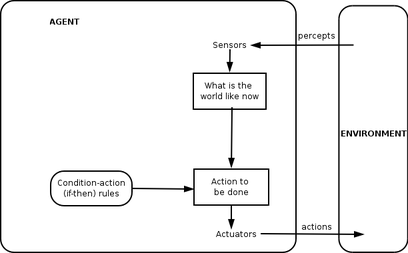 AGENT
percepts
Sensors
What is the
world like now
ENVIRONMENT
Condition-action
(if-then) rules
Action to
be done
Actuators
actions